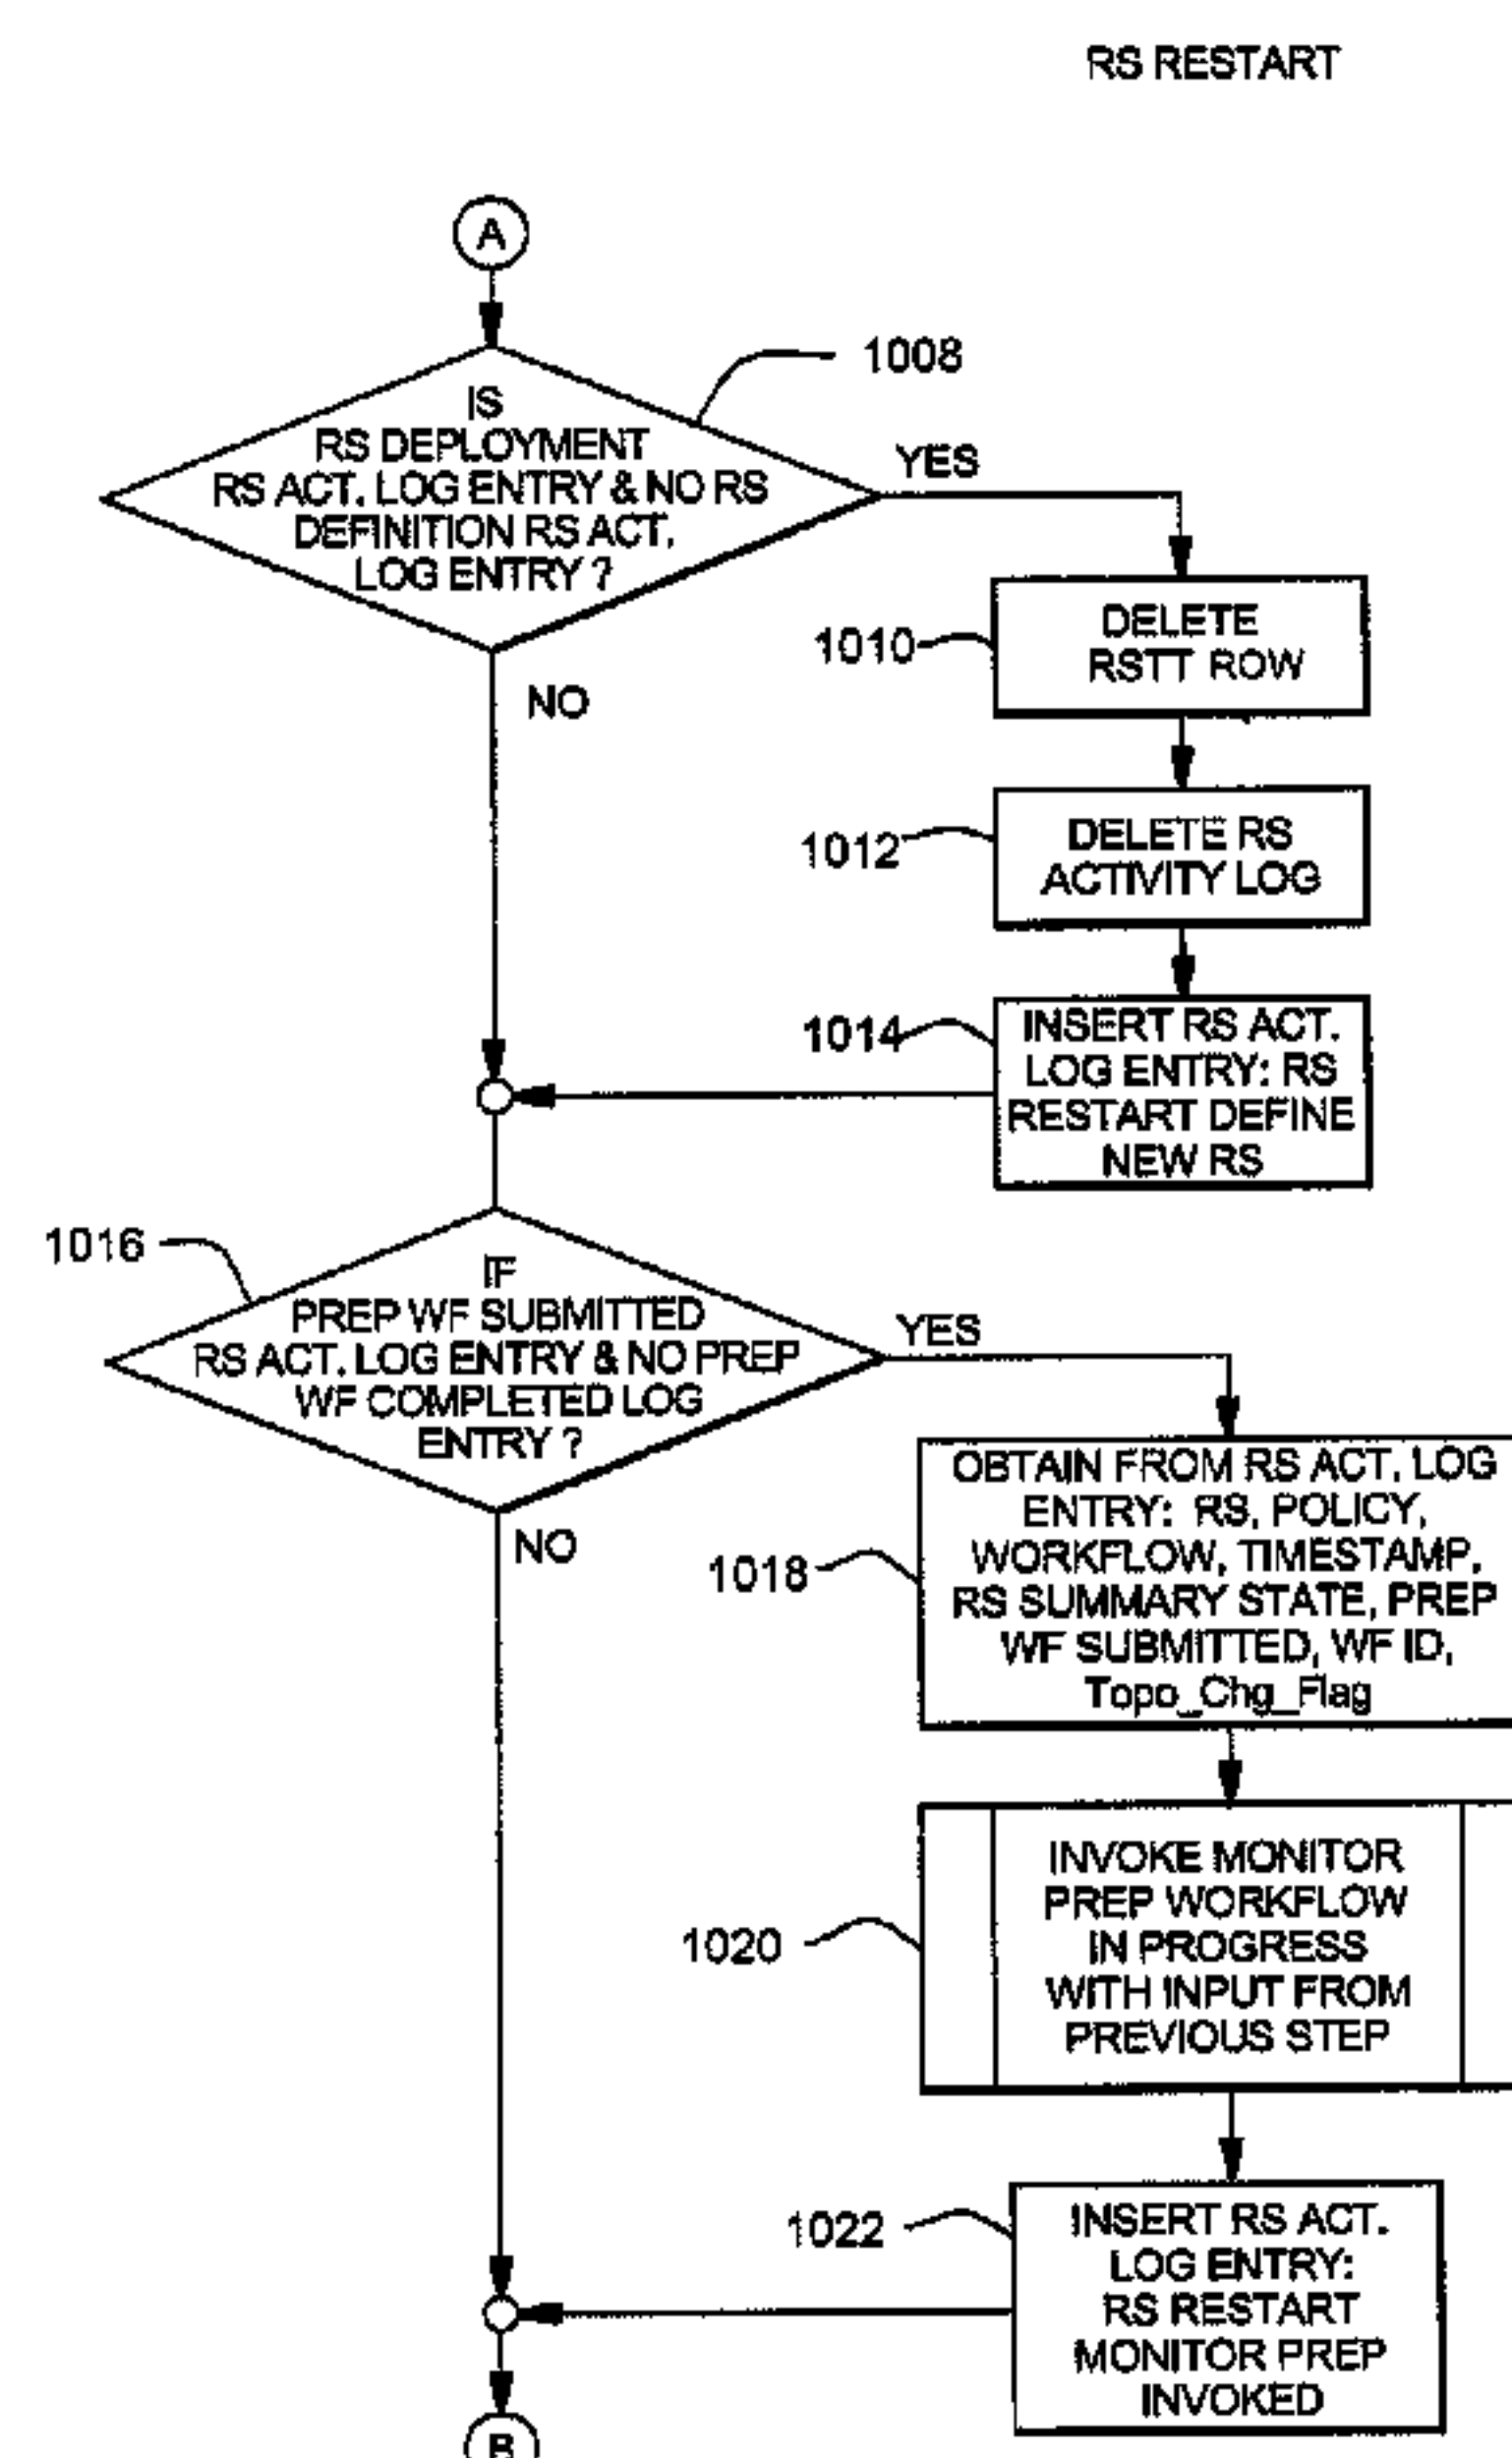 RS RESTART
A
1008
IS
RS DEPLOYMENT
RS ACT. LOG ENTRY & NO RS
DEFINITION RS ACT.
LOG ENTRY ?
YES
NO
1010
DELETE
RSTT ROW
1012
DELETE RS
ACTIVITY LOG
1014
INSERT RS ACT.
LOG ENTRY: RS
RESTART DEFINE
NEW RS
1016
IF
PREP WF SUBMITTED
RS ACT. LOG ENTRY & NO PREP
WF COMPLETED LOG
ENTRY ?
YES
NO
1018
OBTAIN FROM RS ACT. LOG
ENTRY: RS, POLICY,
WORKFLOW, TIMESTAMP,
RS SUMMARY STATE, PREP
WF SUBMITTED, WF ID,
Topo_Chg_Flag
1020
INVOKE MONITOR
PREP WORKFLOW
IN PROGRESS
WITH INPUT FROM
PREVIOUS STEP
1022
INSERT RS ACT.
LOG ENTRY:
RS RESTART
MONITOR PREP
INVOKED
B